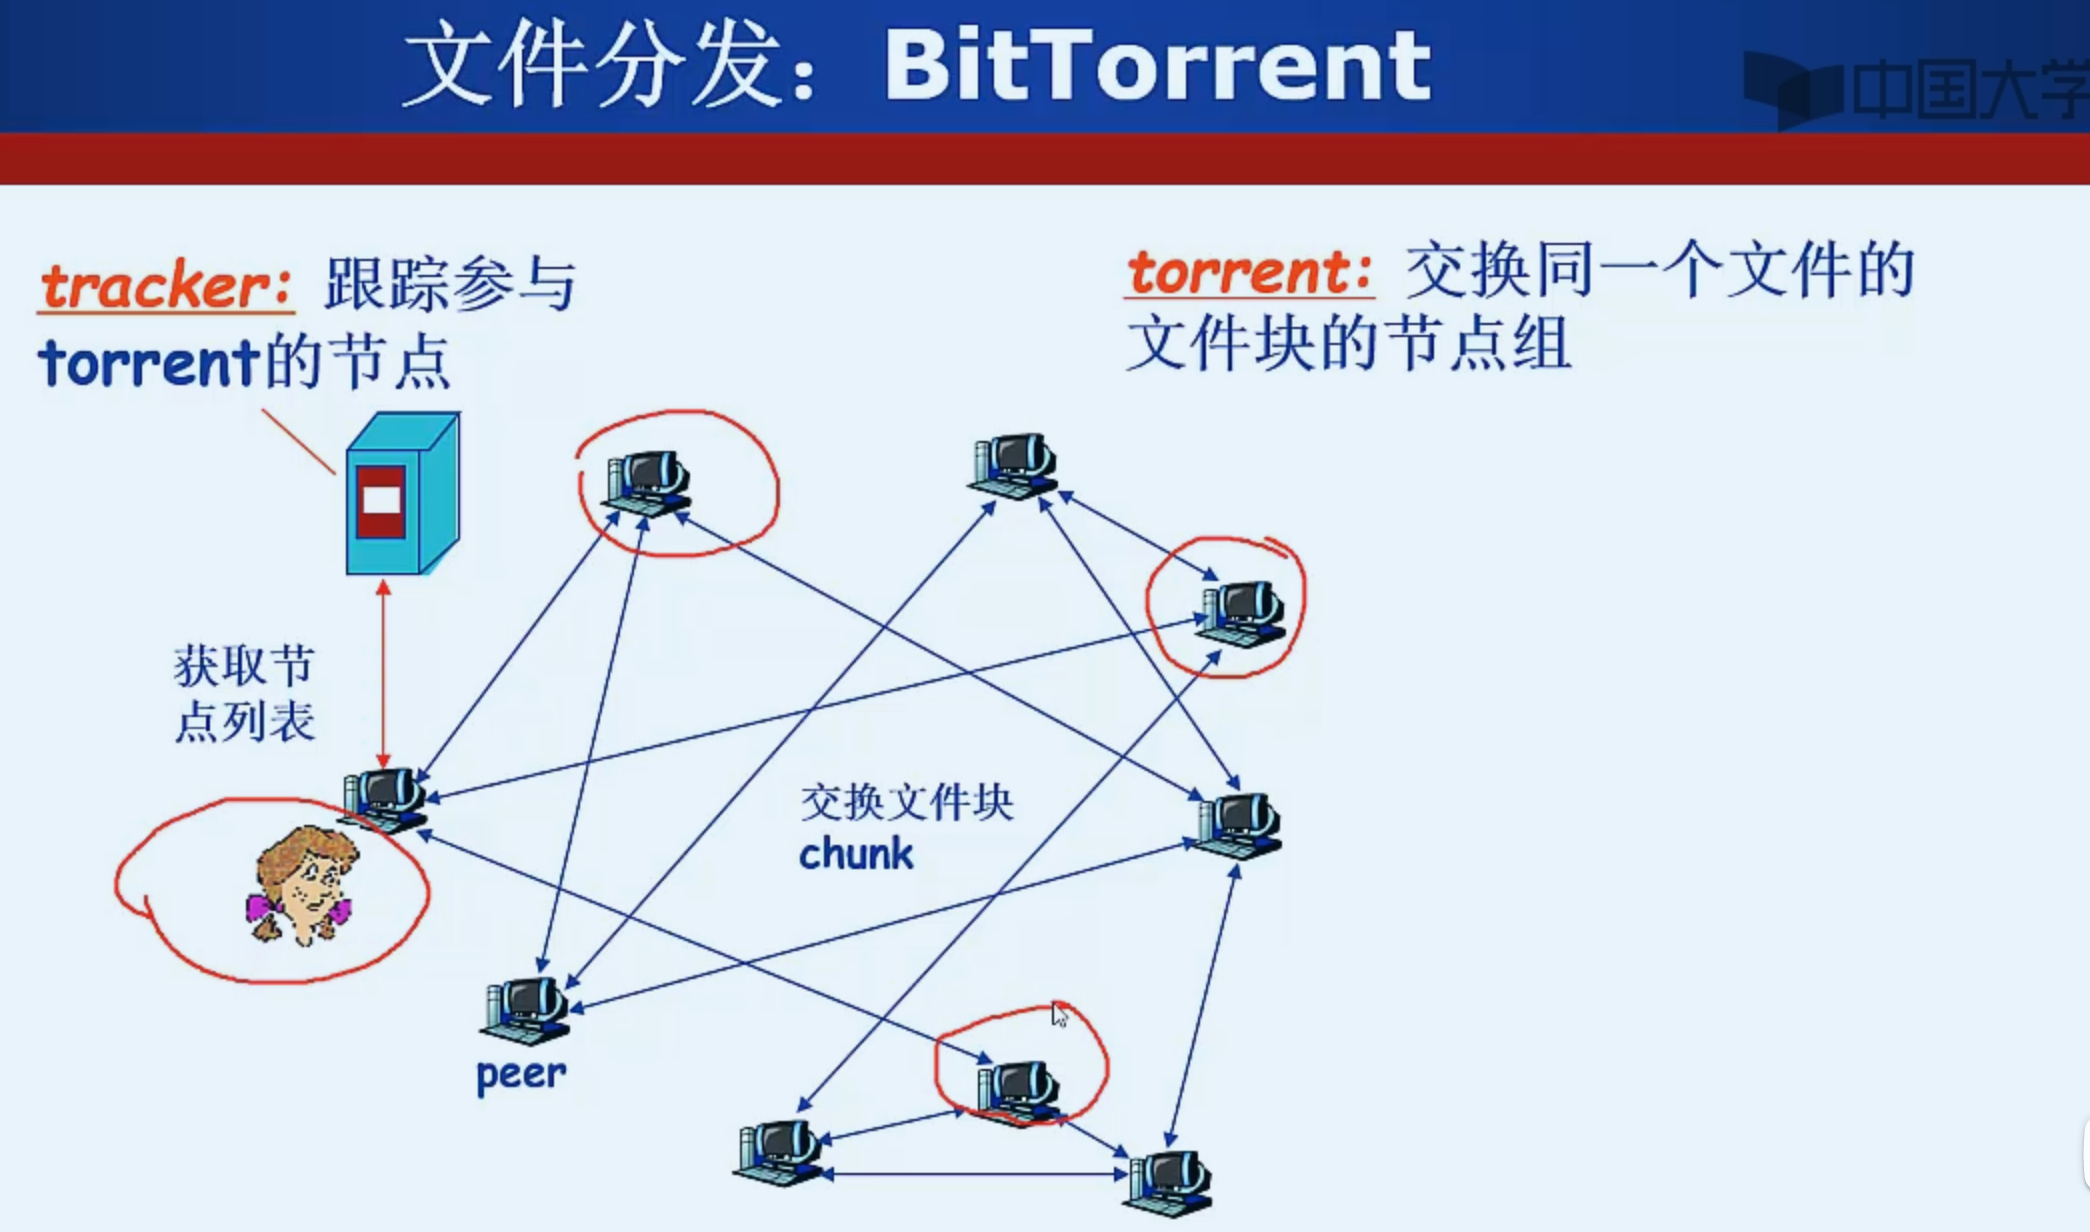 文件分发：BitTorrent
中国大学
tracker: 跟踪参与
torrent的节点
torrent: 交换同一个文件的
文件块的节点组
获取节
点列表
交换文件块
chunk
peer